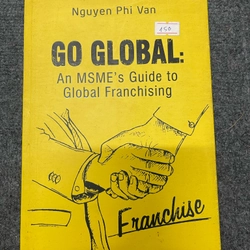 Nguyen Phi Van
GO GLOBAL:
An MSME's Guide to
Global Franchising
Franchise